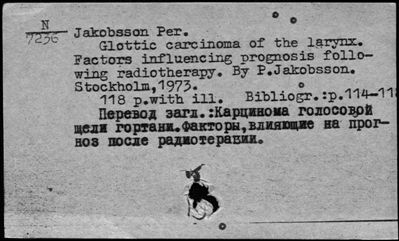 N
7236
Jakobsson Per.
Glottic carcinoma of the larynx.
Factors influencing prognosis follo-
wing radiotherapy. By P.Jakobsson.
Stockholm,1973.
118 p.with ill. Bibliogr.:p.114-118
Перевод загл.:Карцинома голосовой
щели гортани.Факторы,влияющие на прог-
ноз после радиотерапии.